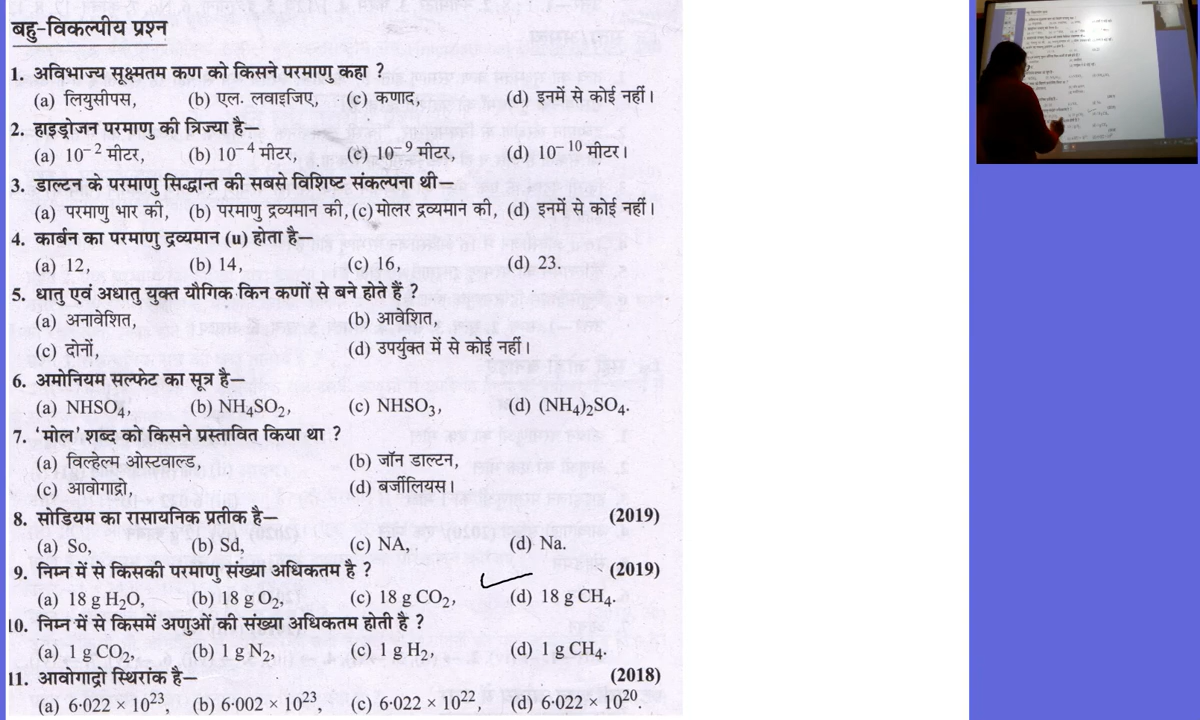 बहु-विकल्पीय प्रश्न
1. अविभाज्य सूक्ष्मतम कण को किसने परमाणु कहा ?
(a) लियुसीपस, (b) एल. लवाइजिए, (c) कणाद, (d) इनमें से कोई नहीं।
2. हाइड्रोजन परमाणु की त्रिज्या है—
(a) 10⁻² मीटर, (b) 10⁻⁴ मीटर, (c) 10⁻⁹ मीटर, (d) 10⁻¹⁰ मीटर।
3. डाल्टन के परमाणु सिद्धान्त की सबसे विशिष्ट संकल्पना थी—
(a) परमाणु भार की, (b) परमाणु द्रव्यमान की, (c) मोलर द्रव्यमान की, (d) इनमें से कोई नहीं।
4. कार्बन का परमाणु द्रव्यमान (u) होता है—
(a) 12, (b) 14, (c) 16, (d) 23.
5. धातु एवं अधातु युक्त यौगिक किन कणों से बने होते हैं ?
(a) अनावेशित, (b) आवेशित,
(c) दोनों, (d) उपर्युक्त में से कोई नहीं।
6. अमोनियम सल्फेट का सूत्र है—
(a) NHSO₄, (b) NH₄SO₂, (c) NHSO₃, (d) (NH₄)₂SO₄.
7. ‘मोल’ शब्द को किसने प्रस्तावित किया था ?
(a) विल्हेल्म ओस्टवाल्ड, (b) जॉन डाल्टन,
(c) आवोगाद्रो, (d) बर्जीलियस।
8. सोडियम का रासायनिक प्रतीक है— (2019)
(a) So, (b) Sd, (c) NA, (d) Na.
9. निम्न में से किसकी परमाणु संख्या अधिकतम है ? (2019)
(a) 18 g H₂O, (b) 18 g O₂, (c) 18 g CO₂, (d) 18 g CH₄.
10. निम्न में से किसमें अणुओं की संख्या अधिकतम होती है ?
(a) 1 g CO₂, (b) 1 g N₂, (c) 1 g H₂, (d) 1 g CH₄.
11. आवोगाद्रो स्थिरांक है— (2018)
(a) 6·022 × 10²³, (b) 6·002 × 10²³, (c) 6·022 × 10²², (d) 6·022 × 10²⁰.